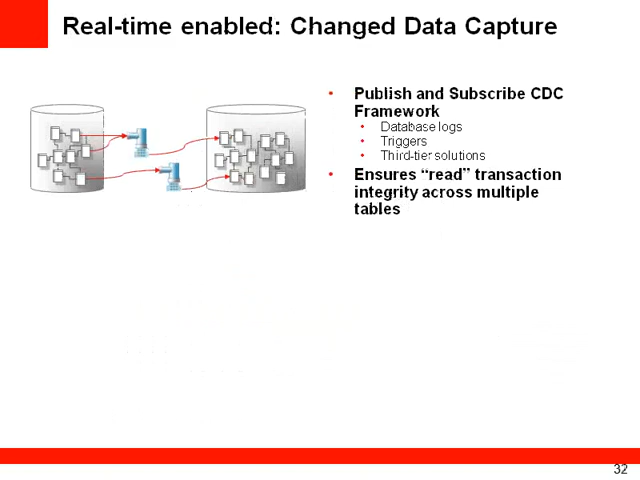 Real-time enabled: Changed Data Capture
• Publish and Subscribe CDC
Framework
• Database logs
• Triggers
• Third-tier solutions
• Ensures “read” transaction
integrity across multiple
tables
32